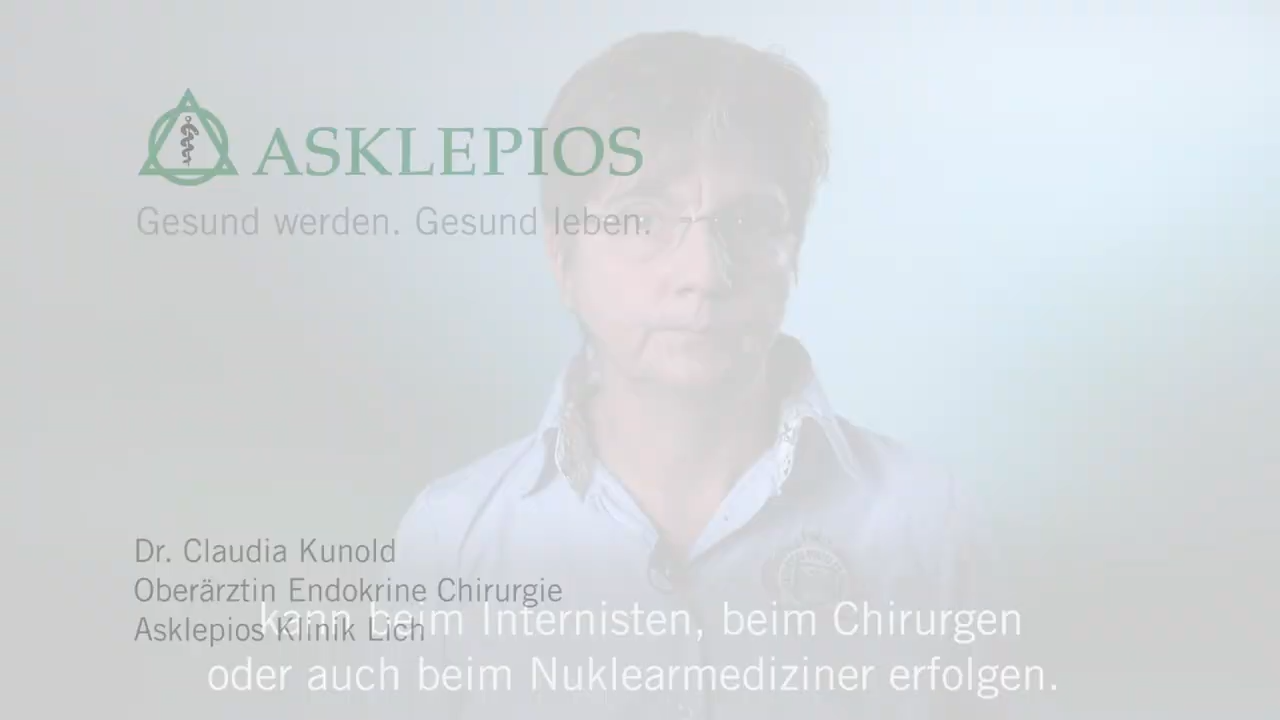 ASKLEPIOS
Gesund werden. Gesund leben.
Dr. Claudia Kunold
Oberärztin Endokrine Chirurgie
Asklepios Klinik Lich
kann beim Internisten, beim Chirurgen
oder auch beim Nuklearmediziner erfolgen.